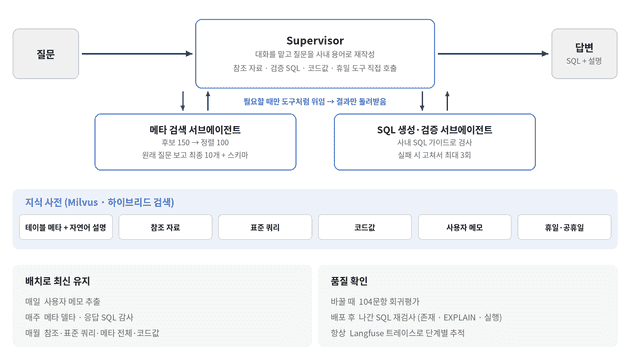 질문
Supervisor
대화를 맡고 질문을 사내 용어로 재작성
참조 자료 · 검증 SQL · 코드값 · 휴일 도구 직접 호출
답변
SQL + 설명
필요할 때만 도구처럼 위임 → 결과만 돌려받음
메타 검색 서브에이전트
후보 150 → 정렬 100
원래 질문 보고 최종 10개 + 스키마
SQL 생성·검증 서브에이전트
사내 SQL 가이드로 검사
실패 시 고쳐서 최대 3회
지식 사전 (Milvus · 하이브리드 검색)
테이블 메타 + 자연어 설명
참조 자료
표준 쿼리
코드값
사용자 메모
휴일·공휴일
배치로 최신 유지
매일 사용자 메모 추출
매주 메타 델타 · 응답 SQL 감사
매월 참조·표준 쿼리·메타 전체·코드값
품질 확인
바꿀 때 104문항 회귀평가
배포 후 나간 SQL 재검사 (존재 · EXPLAIN · 실행)
항상 Langfuse 트레이스로 단계별 추적